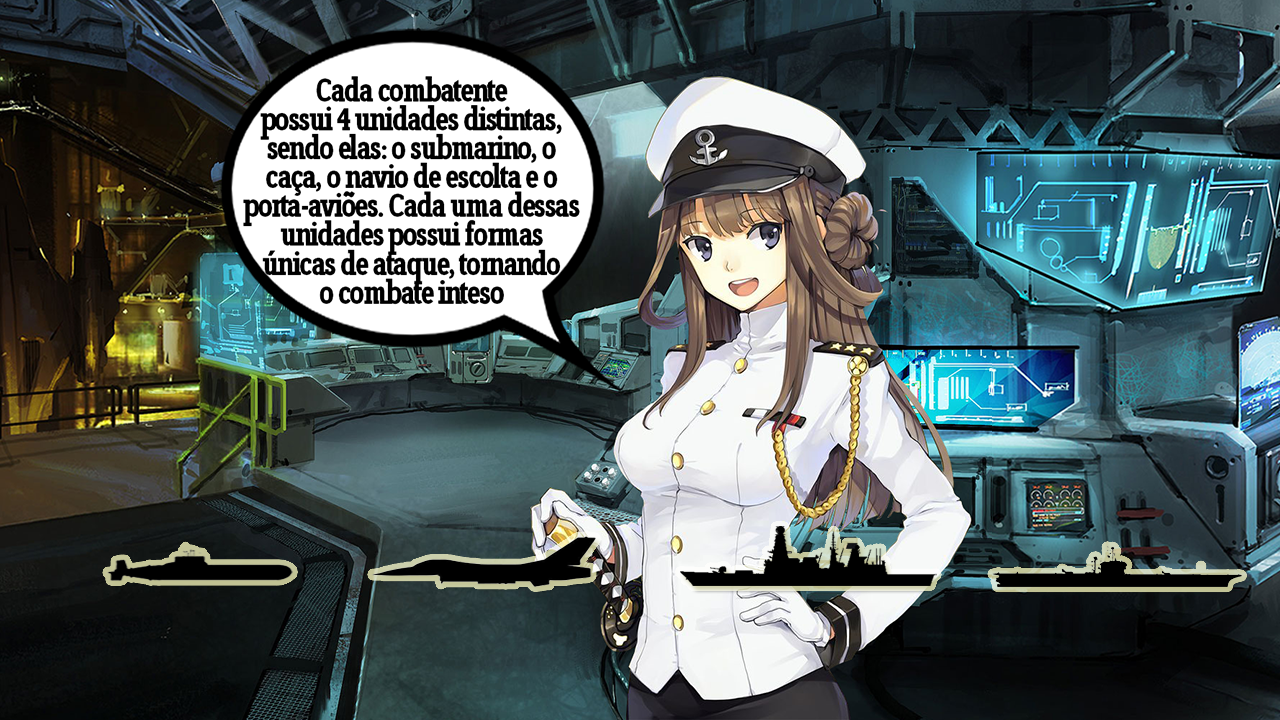 Cada combatente
possui 4 unidades distintas,
sendo elas: o submarino, o
caça, o navio de escolta e o
porta-aviões. Cada uma dessas
unidades possui formas
únicas de ataque, tornando
o combate inteso